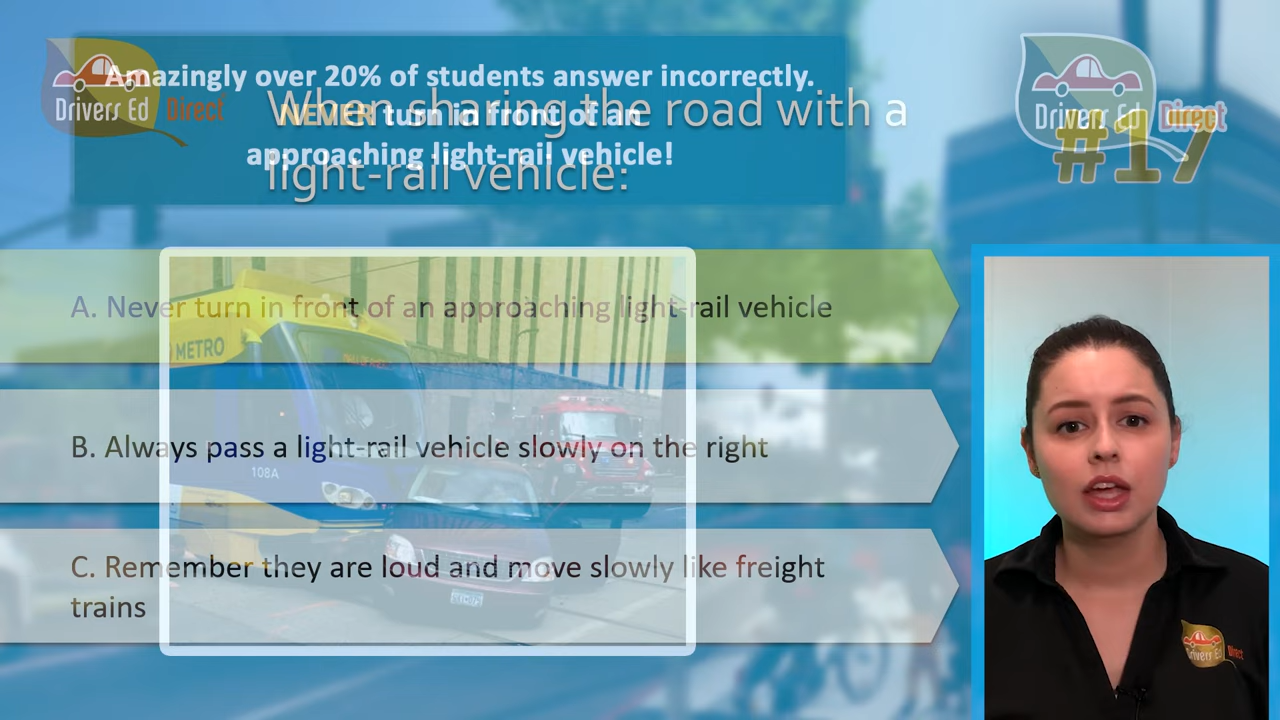 Amazingly over 20% of students answer incorrectly.
NEVER turn in front of an
approaching light-rail vehicle!
When sharing the road with a
light-rail vehicle:
Drivers Ed Direct
Drivers Ed Direct
#17
A. Never turn in front of an approaching light-rail vehicle
METRO
B. Always pass a light-rail vehicle slowly on the right
108A
C. Remember they are loud and move slowly like freight
trains
Drivers Ed Direct